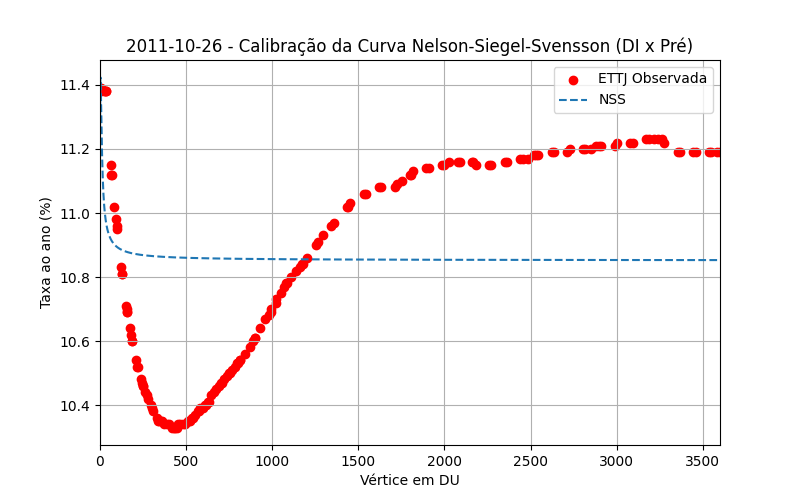 2011-10-26 - Calibração da Curva Nelson-Siegel-Svensson (DI x Pré)
ETTJ Observada
NSS
Taxa ao ano (%)
11.4
11.2
11.0
10.8
10.6
10.4
0 500 1000 1500 2000 2500 3000 3500
Vértice em DU